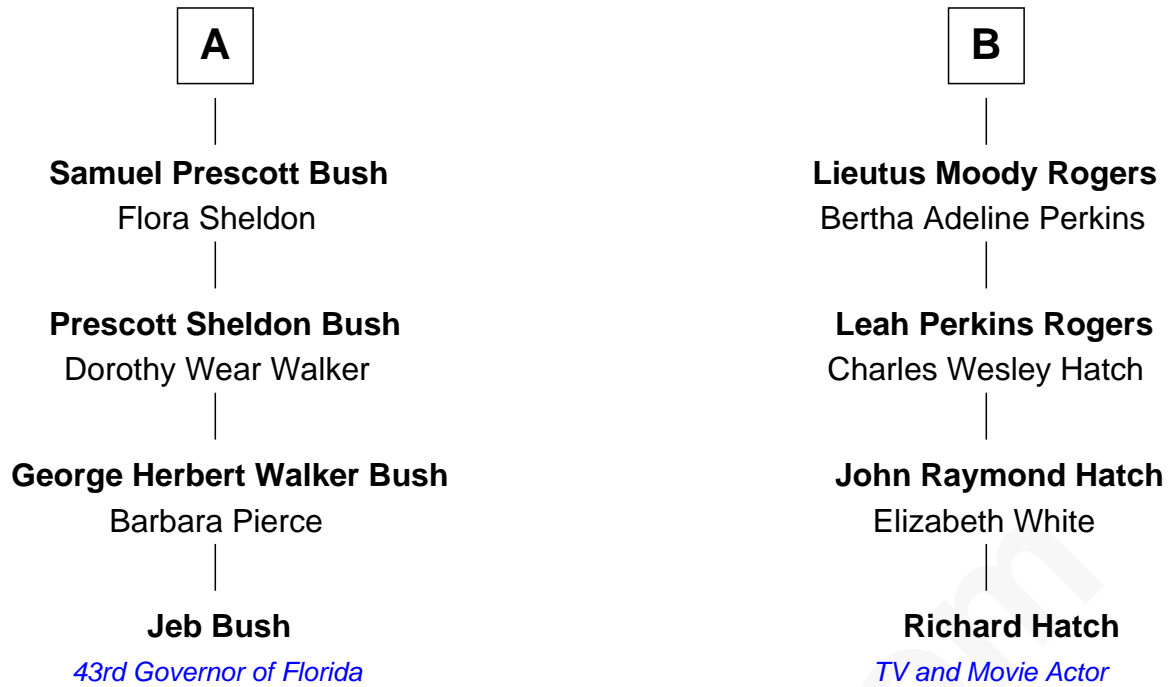 A
Samuel Prescott Bush
Flora Sheldon
Prescott Sheldon Bush
Dorothy Wear Walker
George Herbert Walker Bush
Barbara Pierce
Jeb Bush
43rd Governor of Florida
B
Lieutus Moody Rogers
Bertha Adeline Perkins
Leah Perkins Rogers
Charles Wesley Hatch
John Raymond Hatch
Elizabeth White
Richard Hatch
TV and Movie Actor